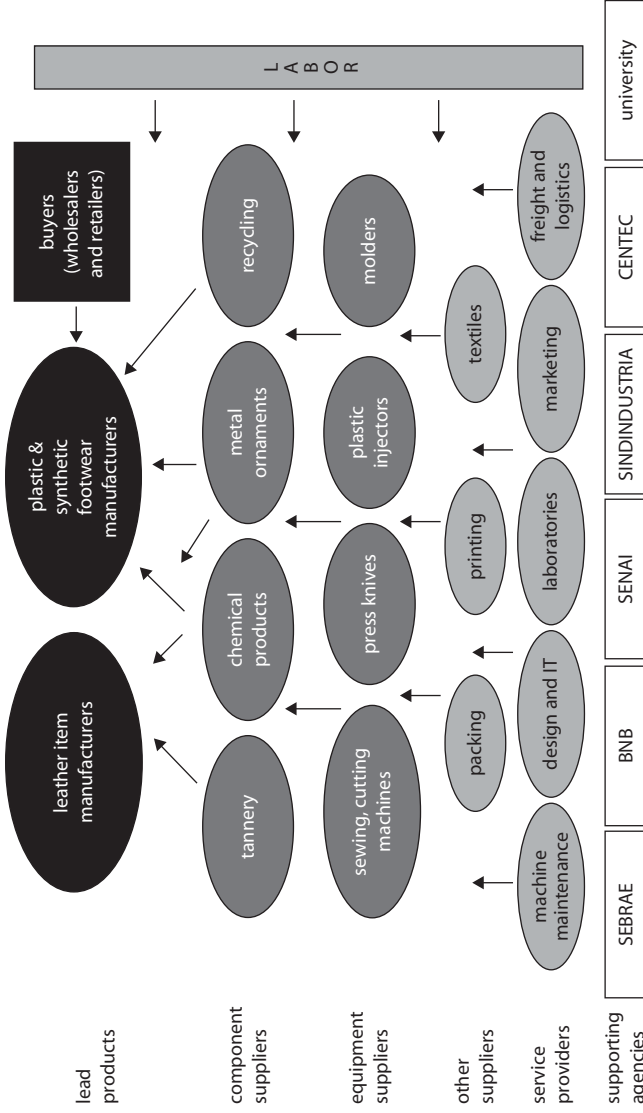 lead
products
leather item
manufacturers
plastic &
synthetic
footwear
manufacturers
buyers
(wholesalers
and retailers)
component
suppliers
tannery
chemical
products
metal
ornaments
recycling
equipment
suppliers
sewing, cutting
machines
press knives
plastic
injectors
molders
other
suppliers
packing
printing
textiles
service
providers
machine
maintenance
design and IT
laboratories
marketing
freight and
logistics
supporting
agencies
SEBRAE
BNB
SENAI
SINDINDUSTRIA
CENTEC
university
L
A
B
O
R